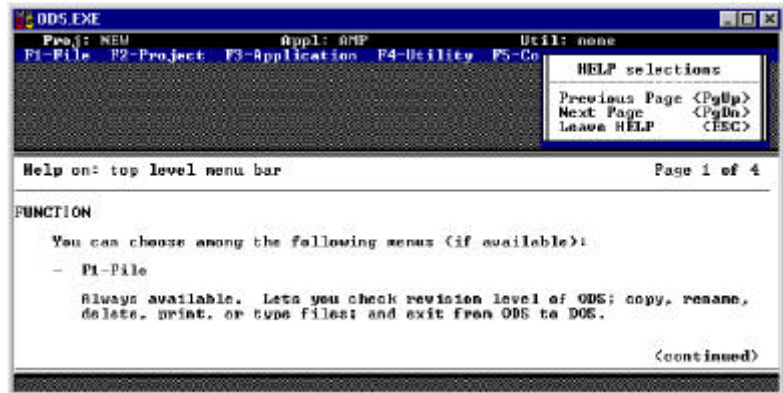 ODS.EXE
Proj: NEW Appl: AMP Util: none
F1-File F2-Project F3-Application F4-Utility F5-Co
HELP selections
Previous Page <PgUp>
Next Page <PgDn>
Leave HELP <ESC>
Help on: top level menu bar Page 1 of 4
FUNCTION
You can choose among the following menus (if available):
- F1-File
Always available. Lets you check revision level of ODS; copy, rename,
delete, print, or type files; and exit from ODS to DOS.
(continued)